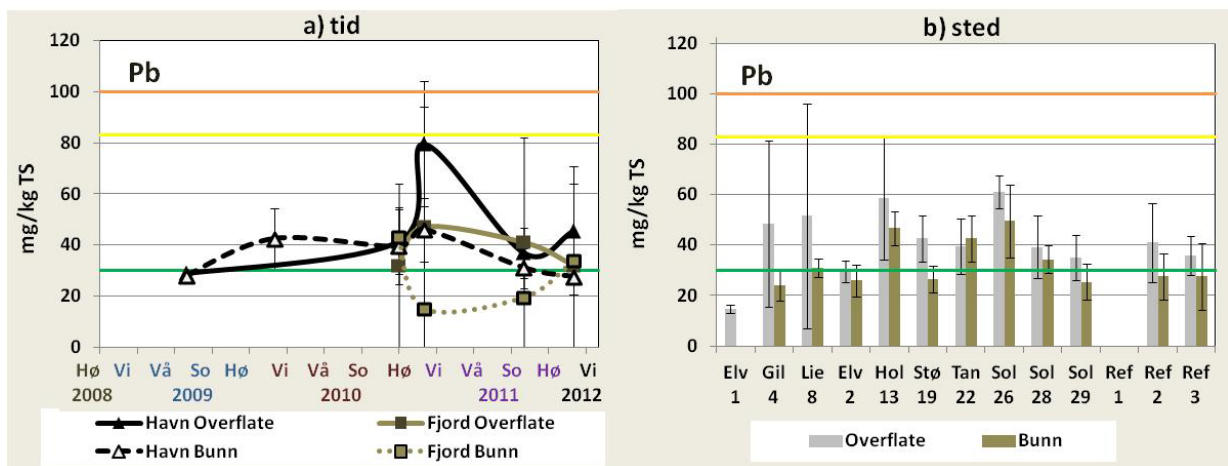 a) tid
120
Pb
100
80
60
40
20
0
mg/kg TS
Hø Vi Vå So Hø Vi Vå So Hø Vi Vå So Hø Vi
2008 2009 2010 2011 2012
Havn Overflate Fjord Overflate
Havn Bunn Fjord Bunn
b) sted
120
Pb
100
80
60
40
20
0
mg/kg TS
Elv Gil Lie Elv Hol Stø Tan Sol Sol Sol Ref Ref Ref
1 4 8 2 13 19 22 26 28 29 1 2 3
Overflate Bunn